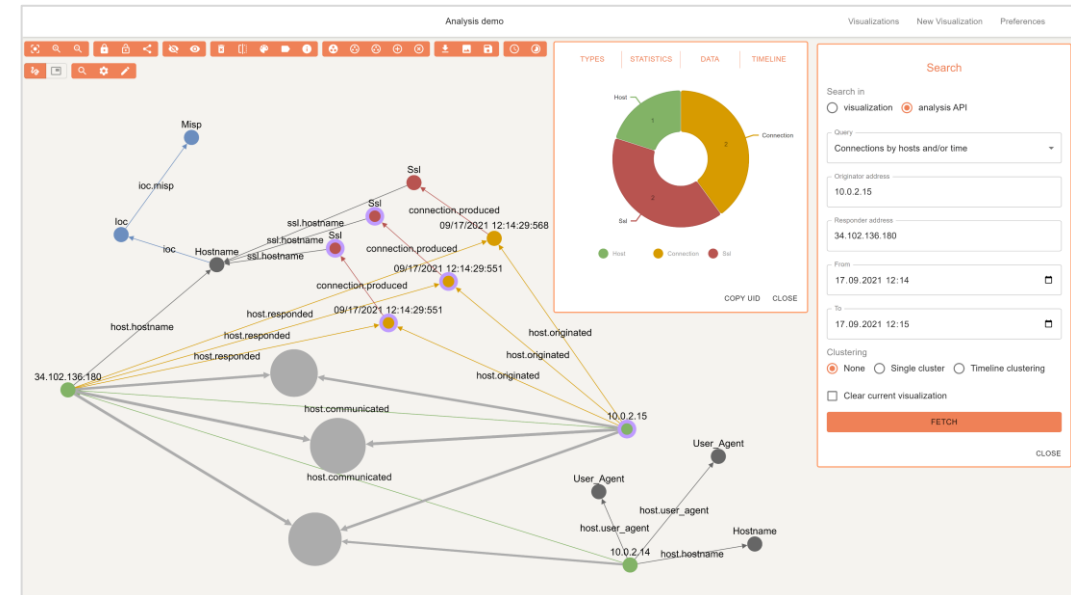 Analysis demo
Visualizations New Visualization Preferences
TYPES STATISTICS DATA TIMELINE
Host
1
2
Connection
2
Ssl
Host Connection Ssl
COPY UID CLOSE
Search
Search in
visualization analysis API
Query
Connections by hosts and/or time
Originator address
10.0.2.15
Responder address
34.102.136.180
From
17.09.2021 12:14
To
17.09.2021 12:15
Clustering
None Single cluster Timeline clustering
Clear current visualization
FETCH
CLOSE
Misp
ioc.misp
Ssl
Ssl
connection.produced
Ioc
ssl.hostname
09/17/2021 12:14:29:568
Ssl
ssl.hostname
ioc
Hostname
ssl.hostname
connection.produced
09/17/2021 12:14:29:551
connection.produced
host.responded
09/17/2021 12:14:29:551
host.hostname
host.responded
host.originated
host.responded
host.originated
34.102.136.180
host.originated
host.communicated
10.0.2.15
User_Agent
host.communicated
User_Agent
host.user_agent
host.user_agent
Hostname
10.0.2.14
host.hostname